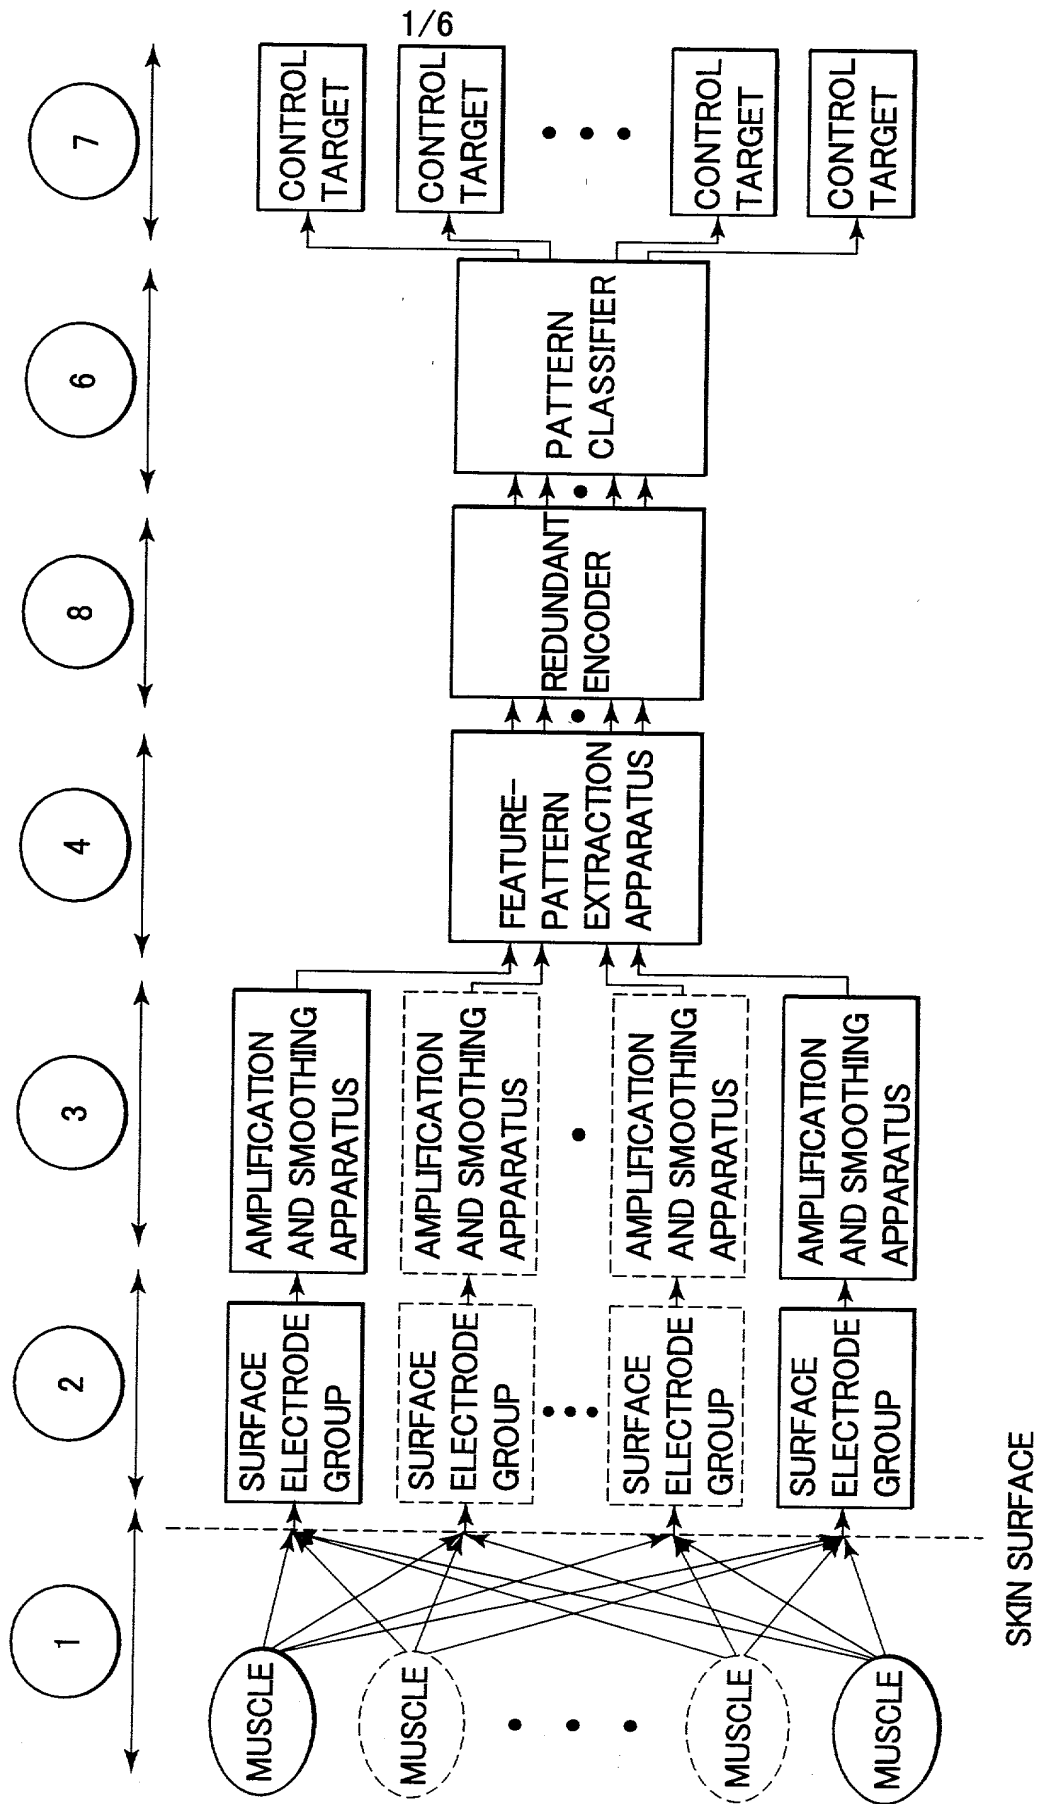 1/6
1
2
3
4
8
6
7
MUSCLE
MUSCLE
MUSCLE
MUSCLE
SKIN SURFACE
SURFACE
ELECTRODE
GROUP
SURFACE
ELECTRODE
GROUP
SURFACE
ELECTRODE
GROUP
SURFACE
ELECTRODE
GROUP
AMPLIFICATION
AND SMOOTHING
APPARATUS
AMPLIFICATION
AND SMOOTHING
APPARATUS
AMPLIFICATION
AND SMOOTHING
APPARATUS
AMPLIFICATION
AND SMOOTHING
APPARATUS
FEATURE-
PATTERN
EXTRACTION
APPARATUS
REDUNDANT
ENCODER
PATTERN
CLASSIFIER
CONTROL
TARGET
CONTROL
TARGET
CONTROL
TARGET
CONTROL
TARGET